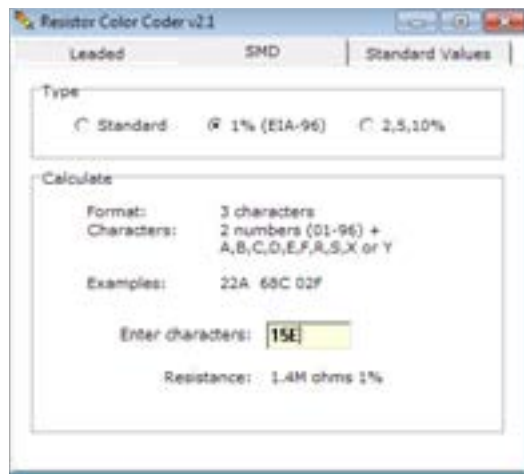 Resistor Color Coder v2.1
Leaded SMD Standard Values
Type
Standard 1% (EIA-96) 2,5,10%
Calculate
Format: 3 characters
Characters: 2 numbers (01-96) +
A,B,C,D,E,F,R,S,X or Y
Examples: 22A 68C 02F
Enter characters: 15E
Resistance: 1.4M ohms 1%